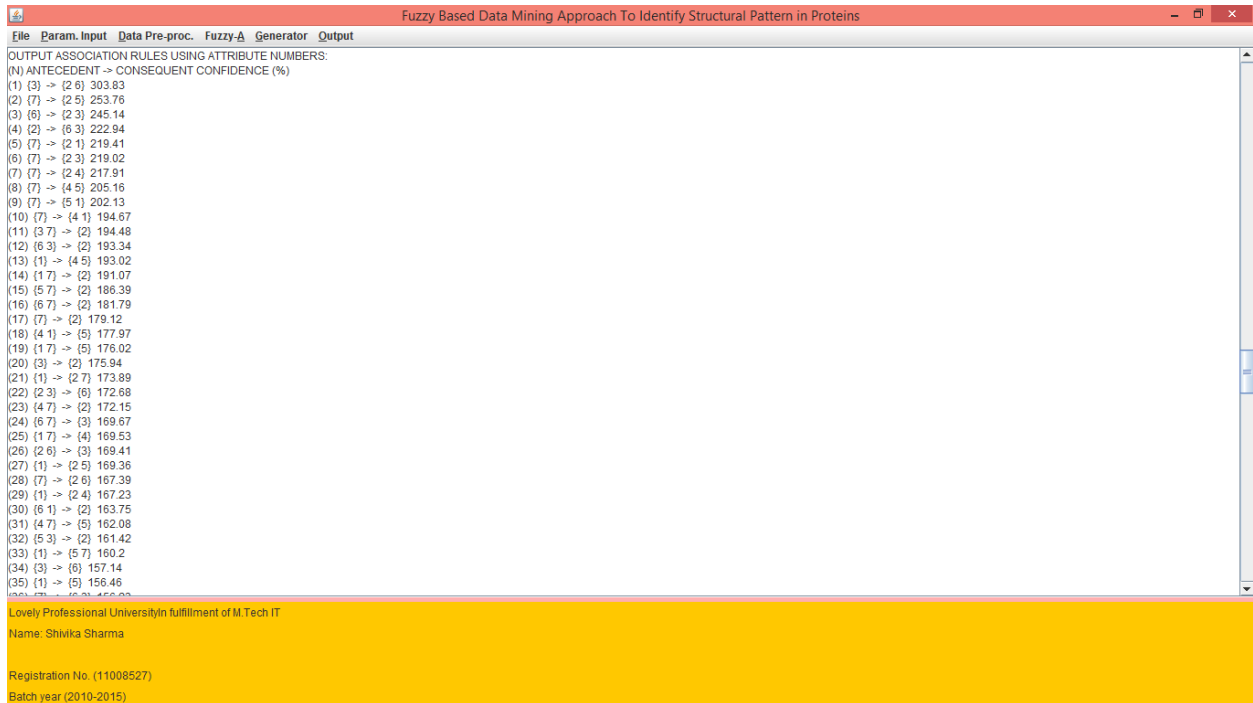 Fuzzy Based Data Mining Approach To Identify Structural Pattern in Proteins
File Param. Input Data Pre-proc. Fuzzy-A Generator Output
OUTPUT ASSOCIATION RULES USING ATTRIBUTE NUMBERS:
(N) ANTECEDENT -> CONSEQUENT CONFIDENCE (%)
(1) {3} -> {2 6} 303.83
(2) {7} -> {2 5} 253.76
(3) {6} -> {2 3} 245.14
(4) {2} -> {6 3} 222.94
(5) {7} -> {2 1} 219.41
(6) {7} -> {2 3} 219.02
(7) {7} -> {2 4} 217.91
(8) {7} -> {4 5} 205.16
(9) {7} -> {5 1} 202.13
(10) {7} -> {4 1} 194.67
(11) {3 7} -> {2} 194.48
(12) {6 3} -> {2} 193.34
(13) {1} -> {4 5} 193.02
(14) {1 7} -> {2} 191.07
(15) {5 7} -> {2} 186.39
(16) {6 7} -> {2} 181.79
(17) {7} -> {2} 179.12
(18) {4 1} -> {5} 177.97
(19) {1 7} -> {5} 176.02
(20) {3} -> {2} 175.94
(21) {1} -> {2 7} 173.89
(22) {2 3} -> {6} 172.68
(23) {4 7} -> {2} 172.15
(24) {6 7} -> {3} 169.67
(25) {1 7} -> {4} 169.53
(26) {2 6} -> {3} 169.41
(27) {1} -> {2 5} 169.36
(28) {7} -> {2 6} 167.39
(29) {1} -> {2 4} 167.23
(30) {6 1} -> {2} 163.75
(31) {4 7} -> {5} 162.08
(32) {5 3} -> {2} 161.42
(33) {1} -> {5 7} 160.2
(34) {3} -> {6} 157.14
(35) {1} -> {5} 156.46
Lovely Professional UniversityIn fulfillment of M.Tech IT
Name: Shivika Sharma
Registration No. (11008527)
Batch year (2010-2015)